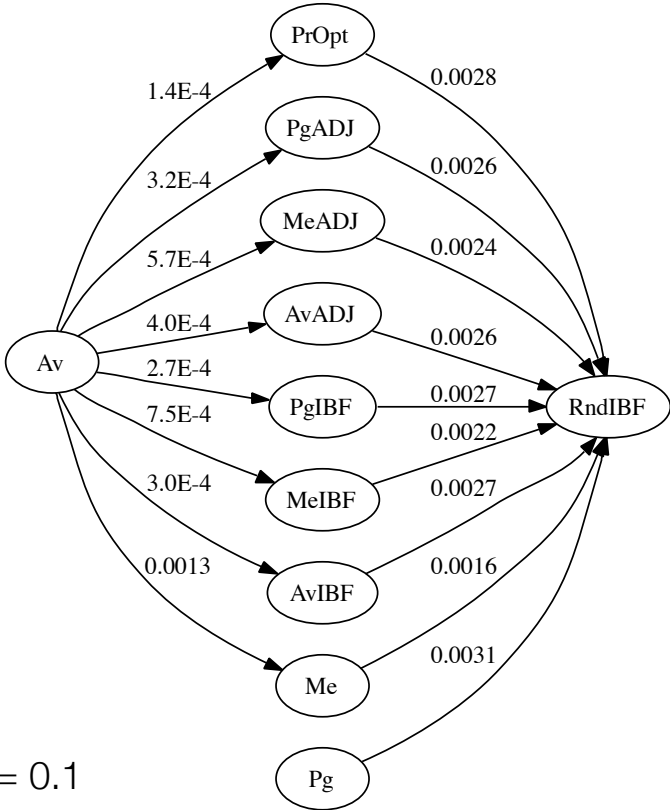 PrOpt
1.4E-4
0.0028
PgADJ
3.2E-4
0.0026
MeADJ
5.7E-4
0.0024
AvADJ
4.0E-4
0.0026
Av
2.7E-4
PgIBF
0.0027
RndIBF
7.5E-4
0.0022
MeIBF
3.0E-4
0.0027
AvIBF
0.0013
0.0016
Me
0.0031
Pg
= 0.1